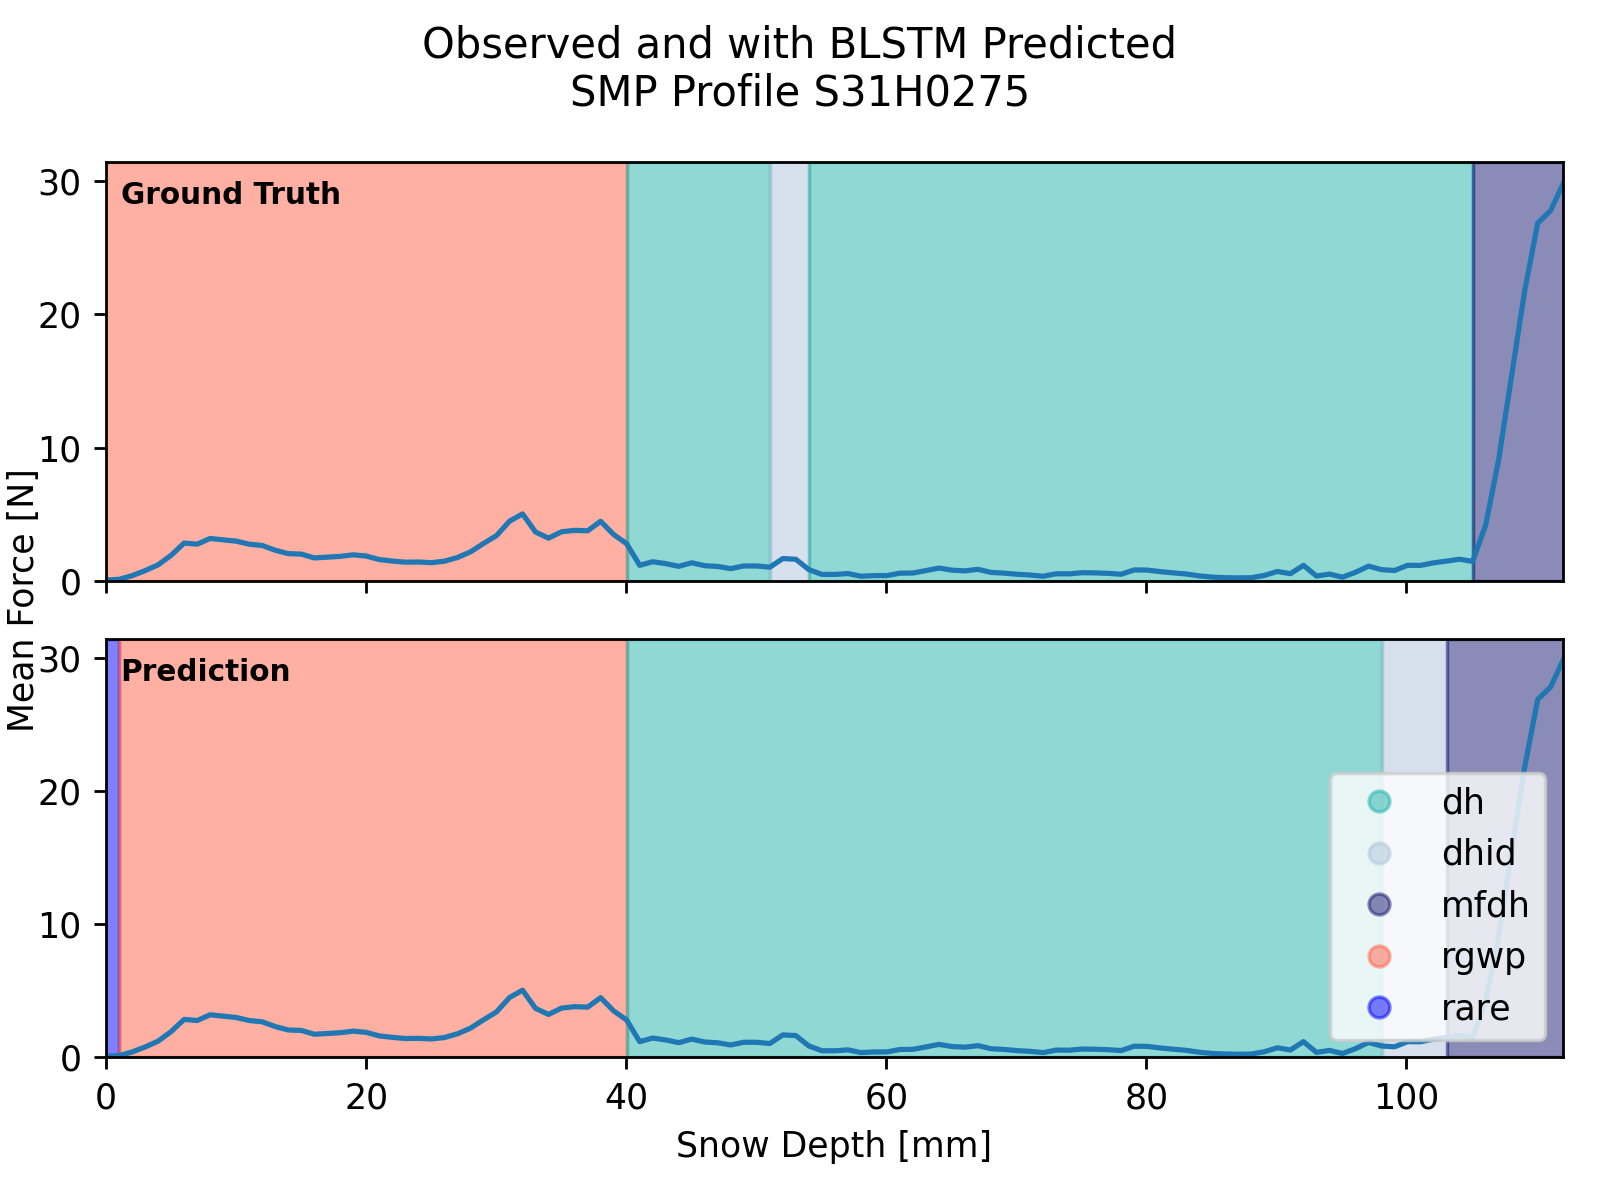 Observed and with BLSTM Predicted
SMP Profile S31H0275
Mean Force [N]
30
20
10
0
Ground Truth
30
20
10
0
Prediction
dh
dhid
mfdh
rgwp
rare
0 20 40 60 80 100
Snow Depth [mm]